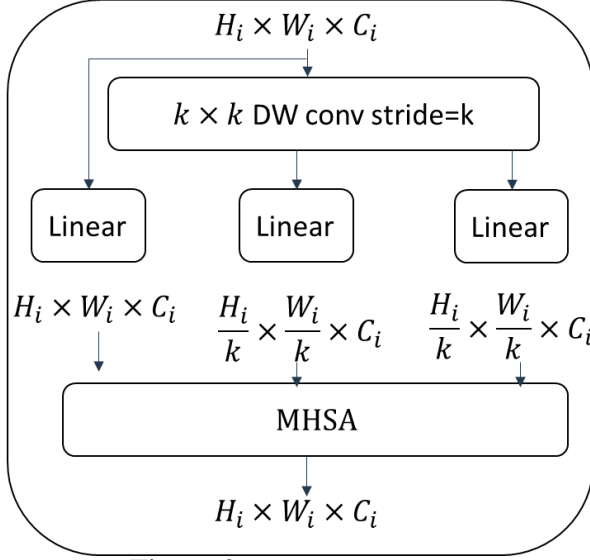 H_i × W_i × C_i
k × k DW conv stride=k
Linear Linear Linear
H_i × W_i × C_i H_i/k × W_i/k × C_i H_i/k × W_i/k × C_i
MHSA
H_i × W_i × C_i